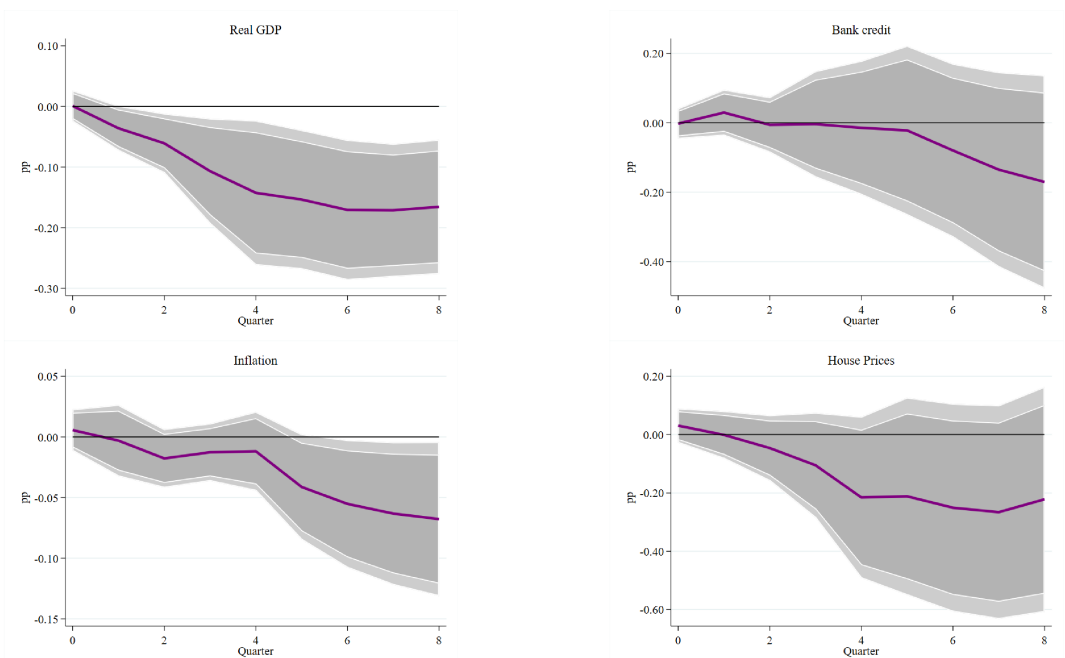 Real GDP
0.10
0.00
-0.10
-0.20
-0.30
pp
0 2 4 6 8
Quarter
Bank credit
0.20
0.00
-0.20
-0.40
pp
0 2 4 6 8
Quarter
Inflation
0.05
0.00
-0.05
-0.10
-0.15
pp
0 2 4 6 8
Quarter
House Prices
0.20
0.00
-0.20
-0.40
-0.60
pp
0 2 4 6 8
Quarter